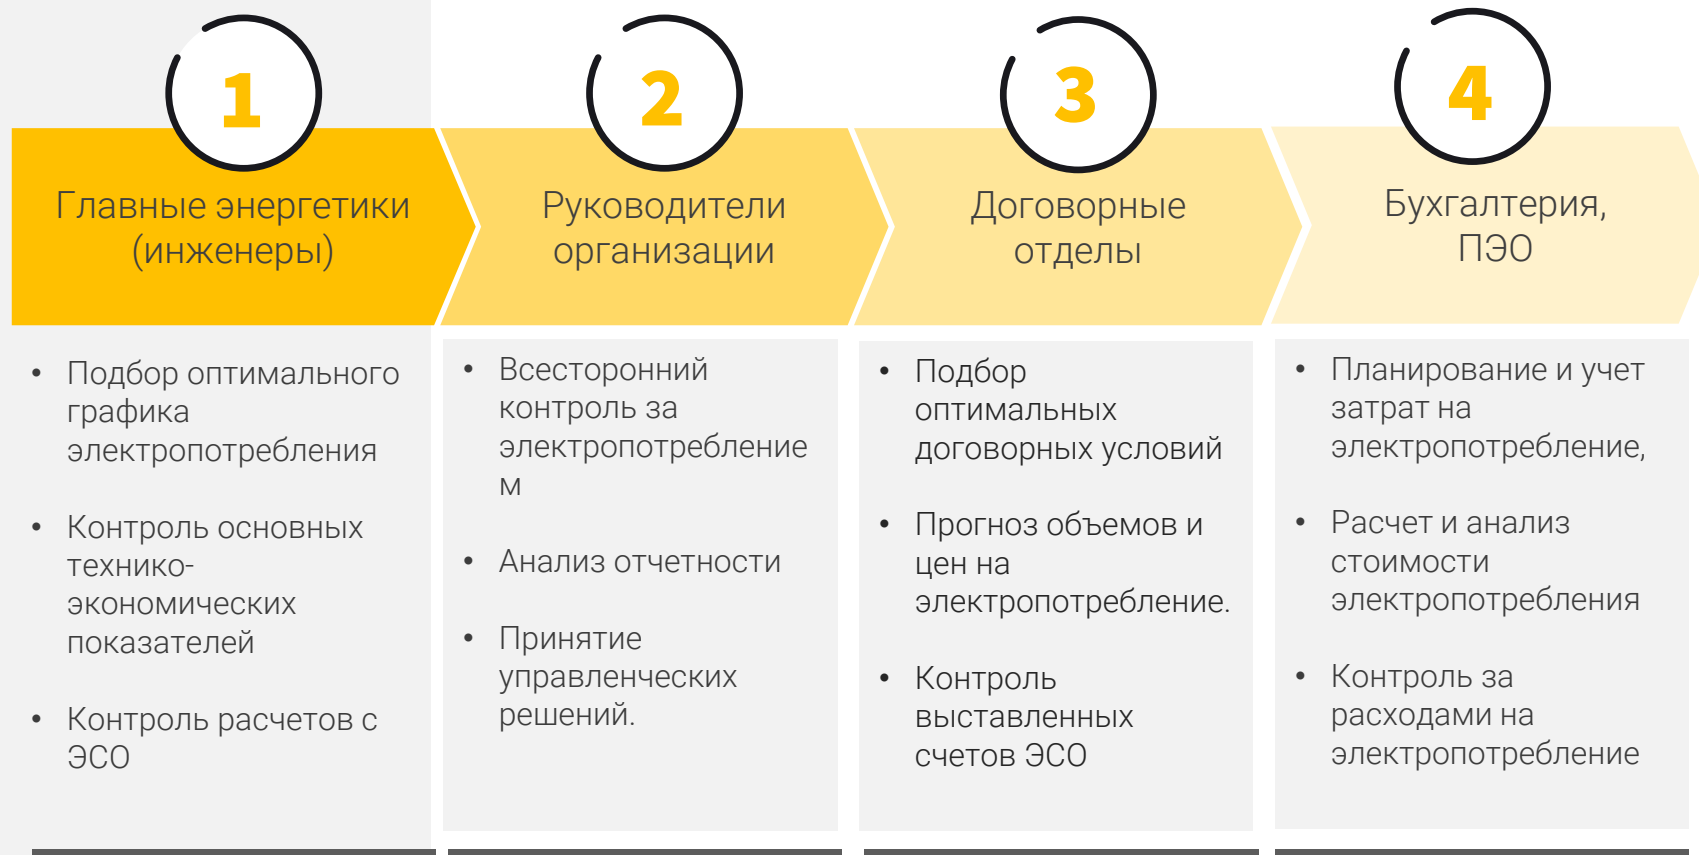 1
Главные энергетики
(инженеры)
• Подбор оптимального
графика
электропотребления
• Контроль основных
технико-
экономических
показателей
• Контроль расчетов с
ЭСО
2
Руководители
организации
• Всесторонний
контроль за
электропотребление
м
• Анализ отчетности
• Принятие
управленческих
решений.
3
Договорные
отделы
• Подбор
оптимальных
договорных условий
• Прогноз объемов и
цен на
электропотребление.
• Контроль
выставленных
счетов ЭСО
4
Бухгалтерия,
ПЭО
• Планирование и учет
затрат на
электропотребление,
• Расчет и анализ
стоимости
электропотребления
• Контроль за
расходами на
электропотребление